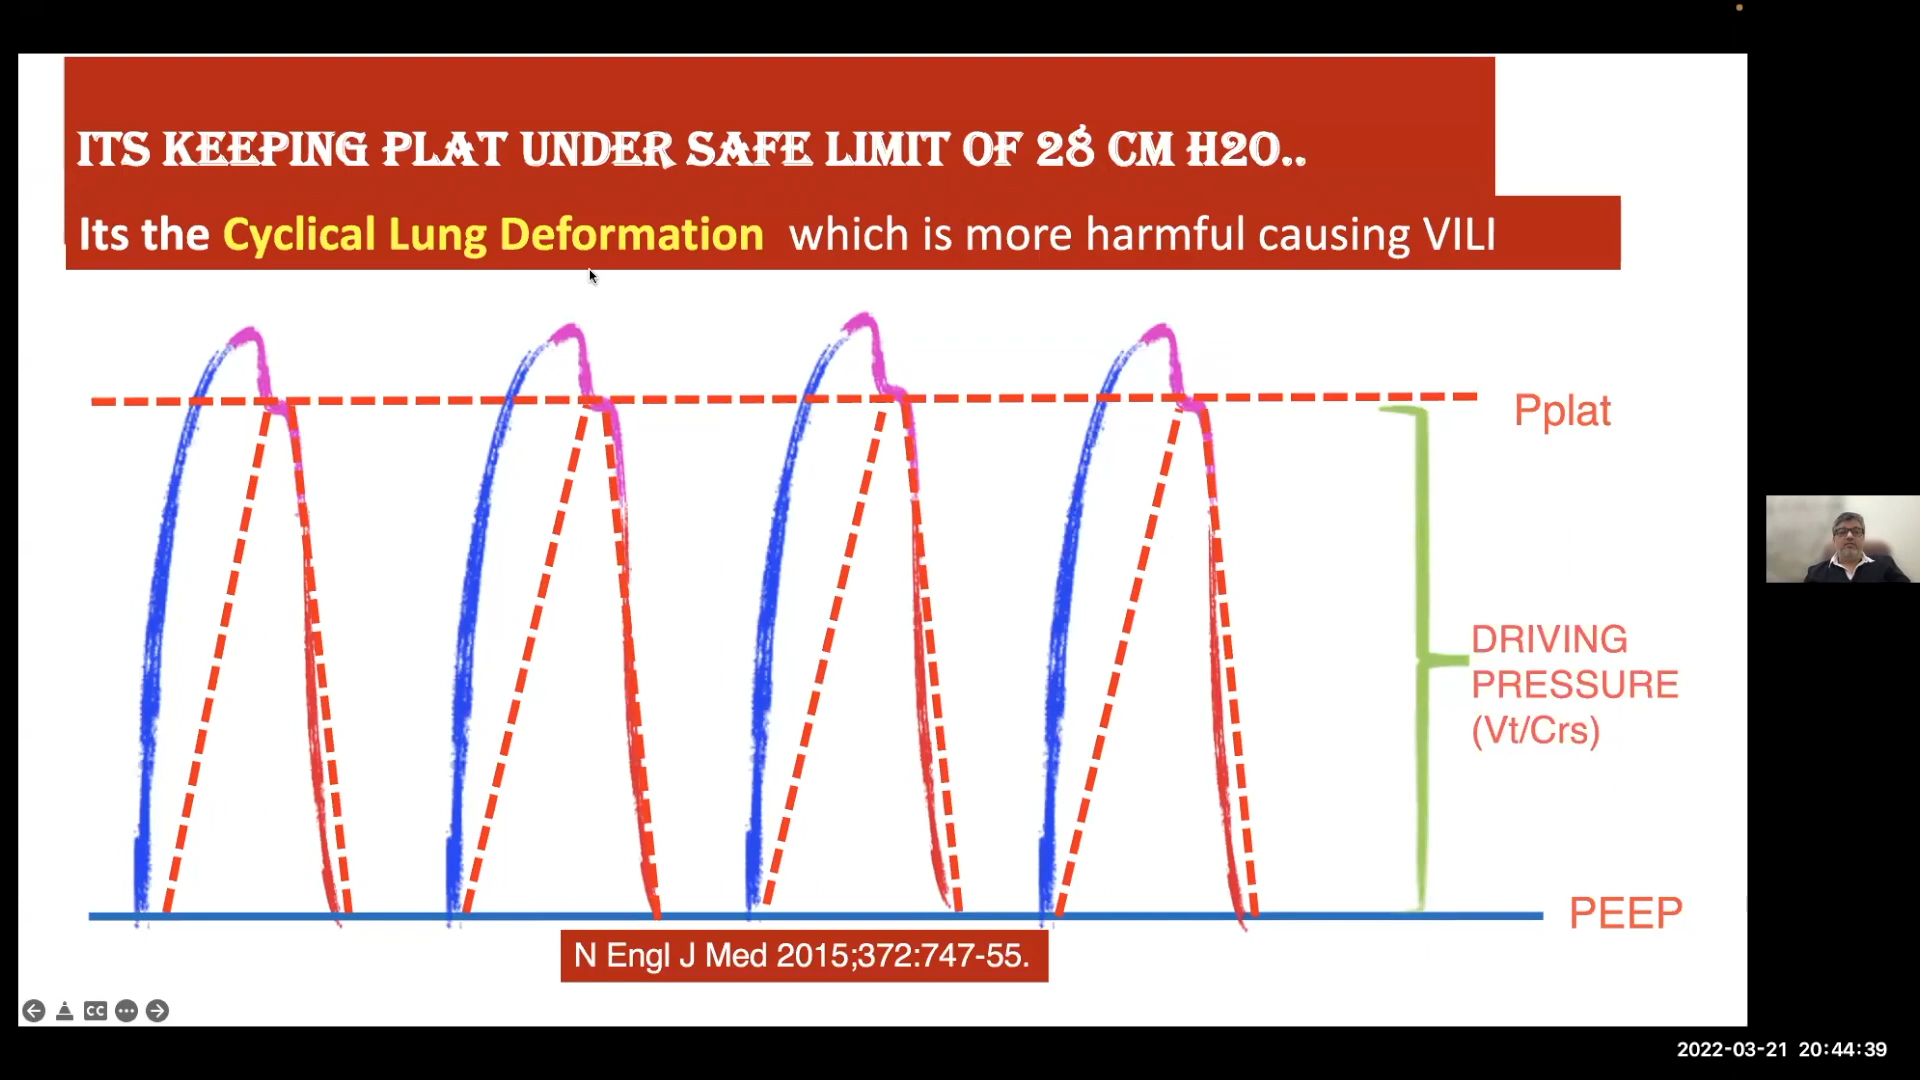 ITS KEEPING PLAT UNDER SAFE LIMIT OF 28 CM H2O..
Its the Cyclical Lung Deformation which is more harmful causing VILI
Pplat
DRIVING
PRESSURE
(Vt/Crs)
PEEP
N Engl J Med 2015;372:747-55.
CC
2022-03-21 20:44:39